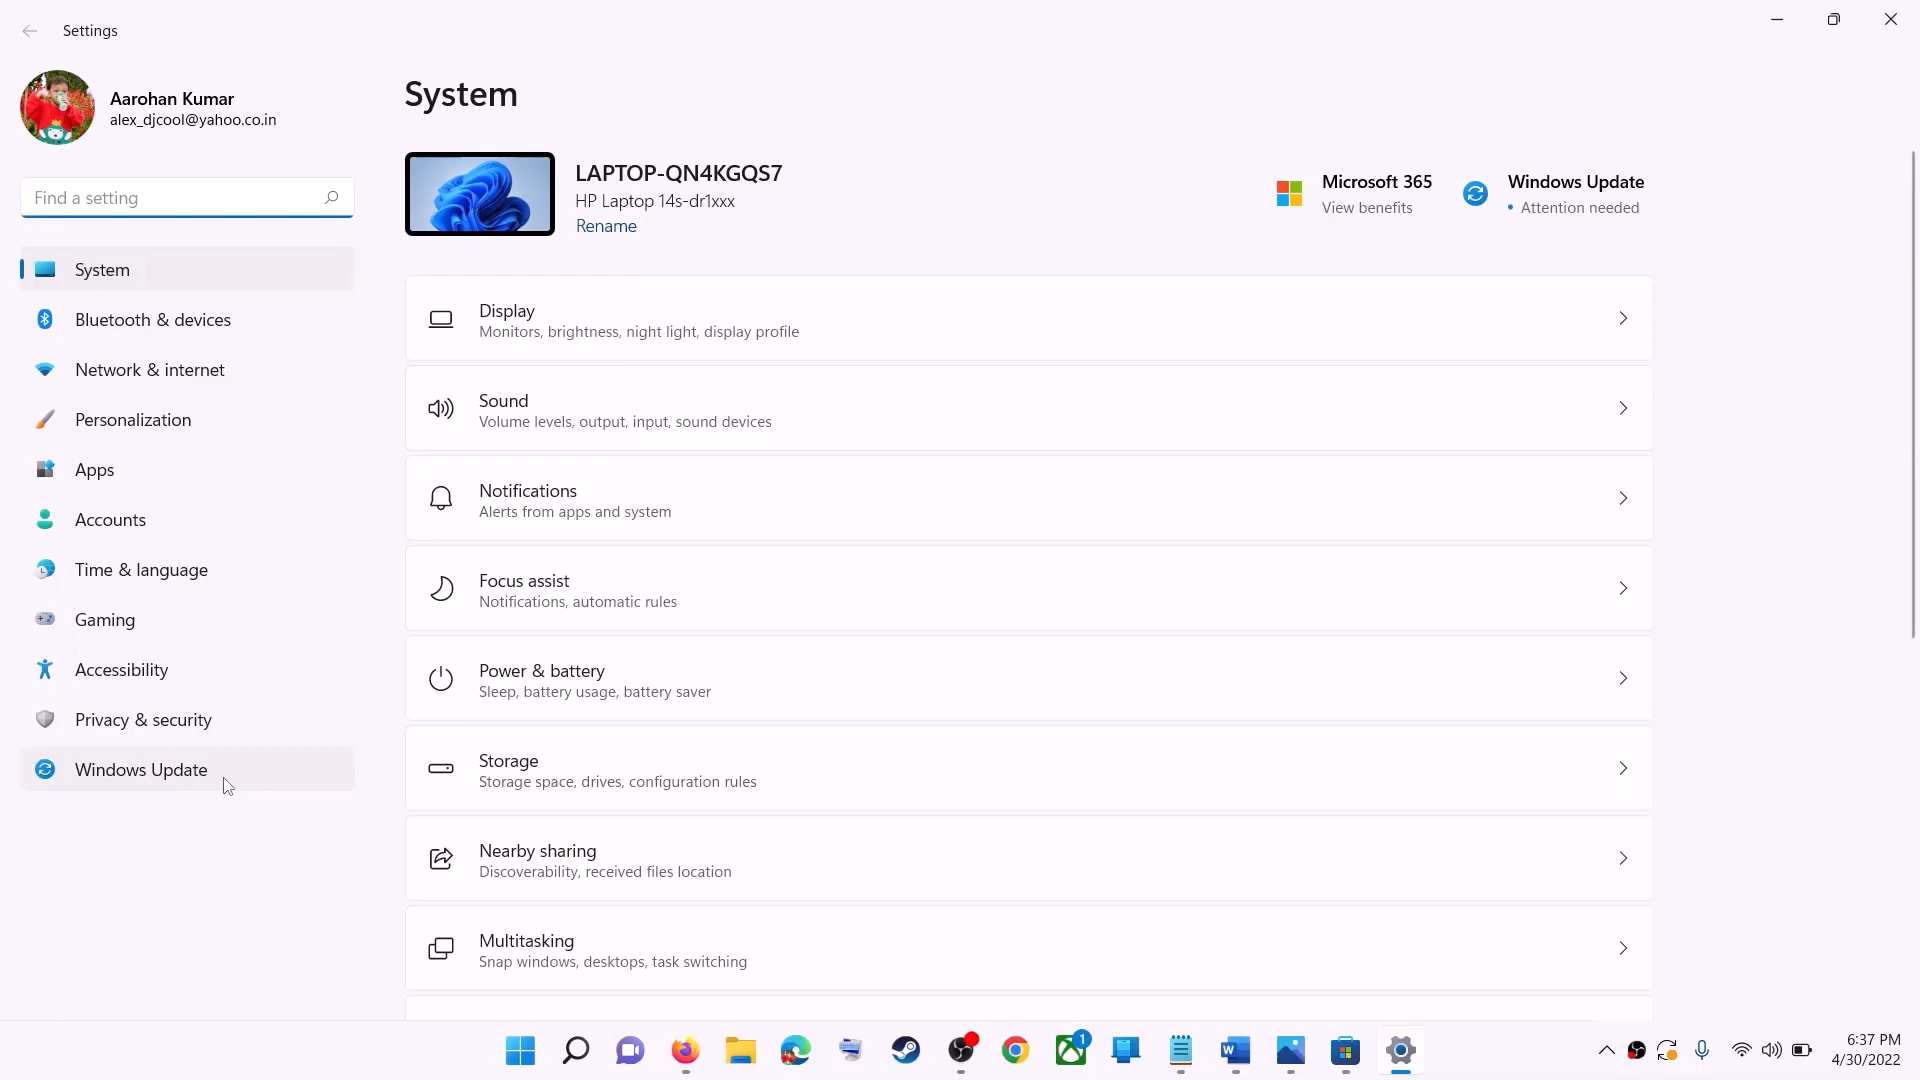 Settings
Aarohan Kumar
alex_djcool@yahoo.co.in
Find a setting
System
Bluetooth & devices
Network & internet
Personalization
Apps
Accounts
Time & language
Gaming
Accessibility
Privacy & security
Windows Update
System
LAPTOP-QN4KGQS7
HP Laptop 14s-dr1xxx
Rename
Microsoft 365
View benefits
Windows Update
• Attention needed
Display
Monitors, brightness, night light, display profile
Sound
Volume levels, output, input, sound devices
Notifications
Alerts from apps and system
Focus assist
Notifications, automatic rules
Power & battery
Sleep, battery usage, battery saver
Storage
Storage space, drives, configuration rules
Nearby sharing
Discoverability, received files location
Multitasking
Snap windows, desktops, task switching
1
6:37 PM
4/30/2022